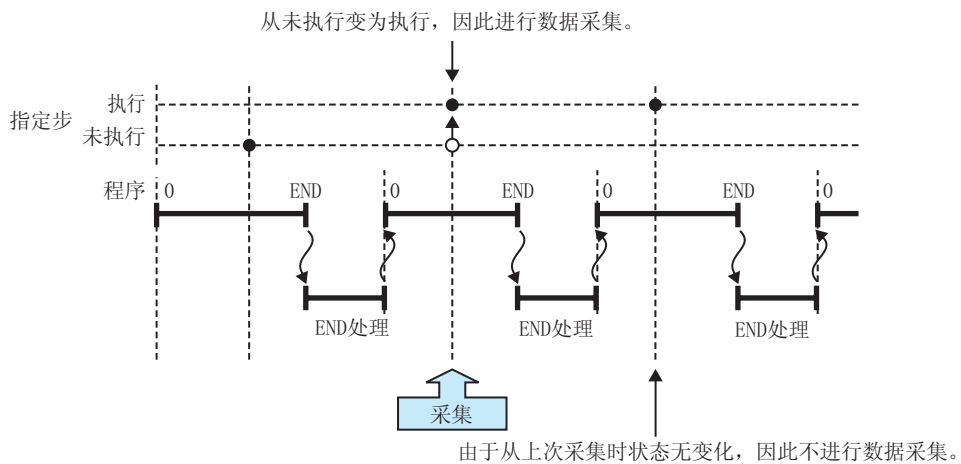 从未执行变为执行，因此进行数据采集。
执行
指定步
未执行
程序 0 END 0 END 0 END 0
END处理 END处理 END处理
采集
由于从上次采集时状态无变化，因此不进行数据采集。